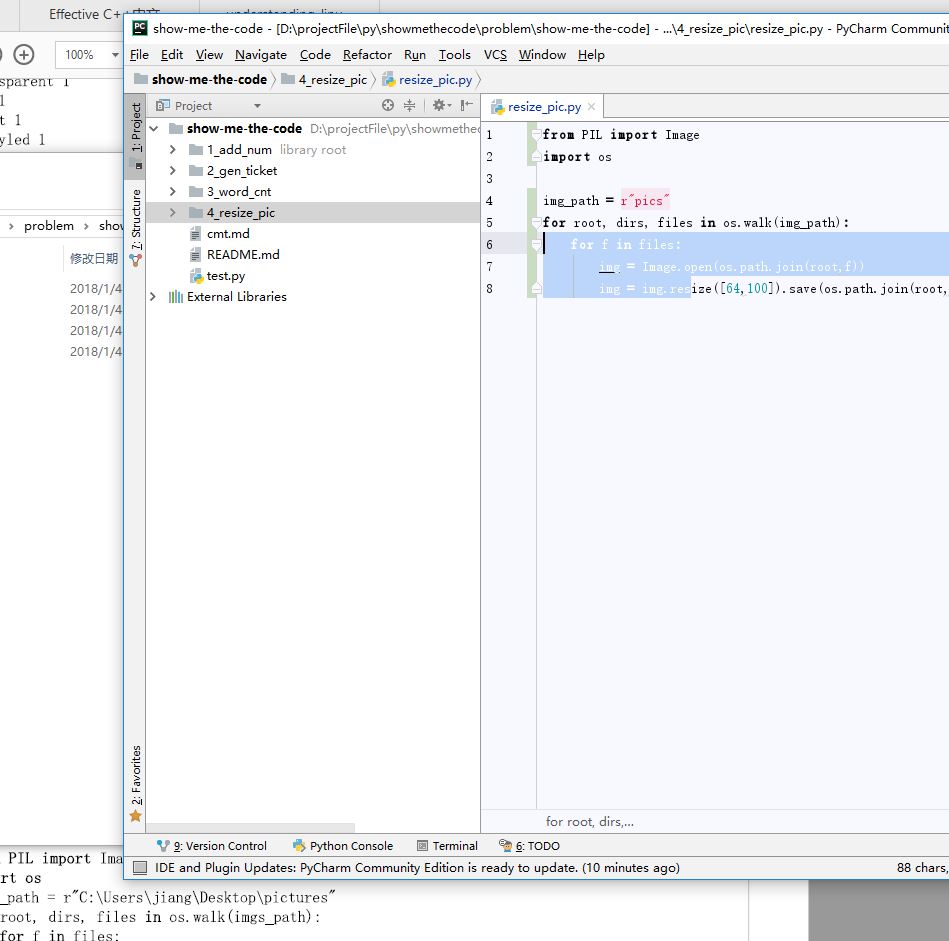 Effective C++中文
100%
sparent 1
1
t 1
yled 1
show-me-the-code - [D:\projectFile\py\showmethecode\problem\show-me-the-code] - ...\4_resize_pic\resize_pic.py - PyCharm Communit
File Edit View Navigate Code Refactor Run Tools VCS Window Help
show-me-the-code 4_resize_pic resize_pic.py
1: Project
7: Structure
2: Favorites
Project
resize_pic.py
show-me-the-code D:\projectFile\py\showmethec
1_add_num library root
2_gen_ticket
3_word_cnt
4_resize_pic
cmt.md
README.md
test.py
External Libraries
problem show
修改日期
2018/1/4
2018/1/4
2018/1/4
2018/1/4
1 from PIL import Image
2 import os
3
4 img_path = r"pics"
5 for root, dirs, files in os.walk(img_path):
6 for f in files:
7 img = Image.open(os.path.join(root,f))
8 img = img.resize([64,100]).save(os.path.join(root,
for root, dirs,...
9: Version Control Python Console Terminal 6: TODO
IDE and Plugin Updates: PyCharm Community Edition is ready to update. (10 minutes ago) 88 chars,
PIL import Ima
rt os
_path = r"C:\Users\jiang\Desktop\pictures"
root, dirs, files in os.walk(imgs_path):
for f in files: